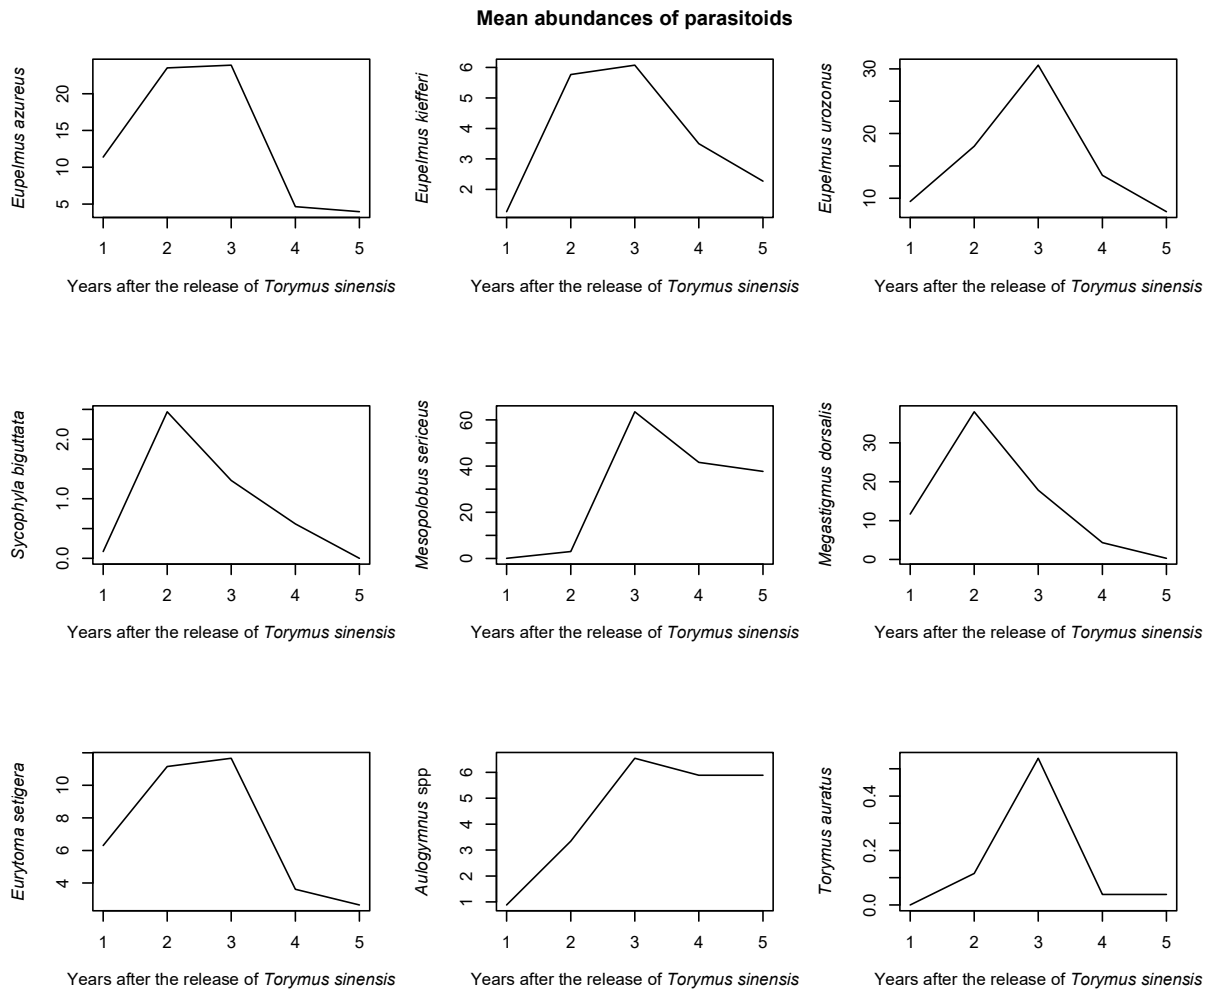 Mean abundances of parasitoids
Eupelmus azureus
5 10 15 20
1 2 3 4 5
Years after the release of Torymus sinensis
Eupelmus kiefferi
2 3 4 5 6
1 2 3 4 5
Years after the release of Torymus sinensis
Eupelmus urozonus
10 20 30
1 2 3 4 5
Years after the release of Torymus sinensis
Sycophyla biguttata
0.0 1.0 2.0
1 2 3 4 5
Years after the release of Torymus sinensis
Mesopolobus sericeus
0 20 40 60
1 2 3 4 5
Years after the release of Torymus sinensis
Megastigmus dorsalis
0 10 20 30
1 2 3 4 5
Years after the release of Torymus sinensis
Eurytoma setigera
4 6 8 10
1 2 3 4 5
Years after the release of Torymus sinensis
Aulogymnus spp
1 2 3 4 5 6
1 2 3 4 5
Years after the release of Torymus sinensis
Torymus auratus
0.0 0.2 0.4
1 2 3 4 5
Years after the release of Torymus sinensis